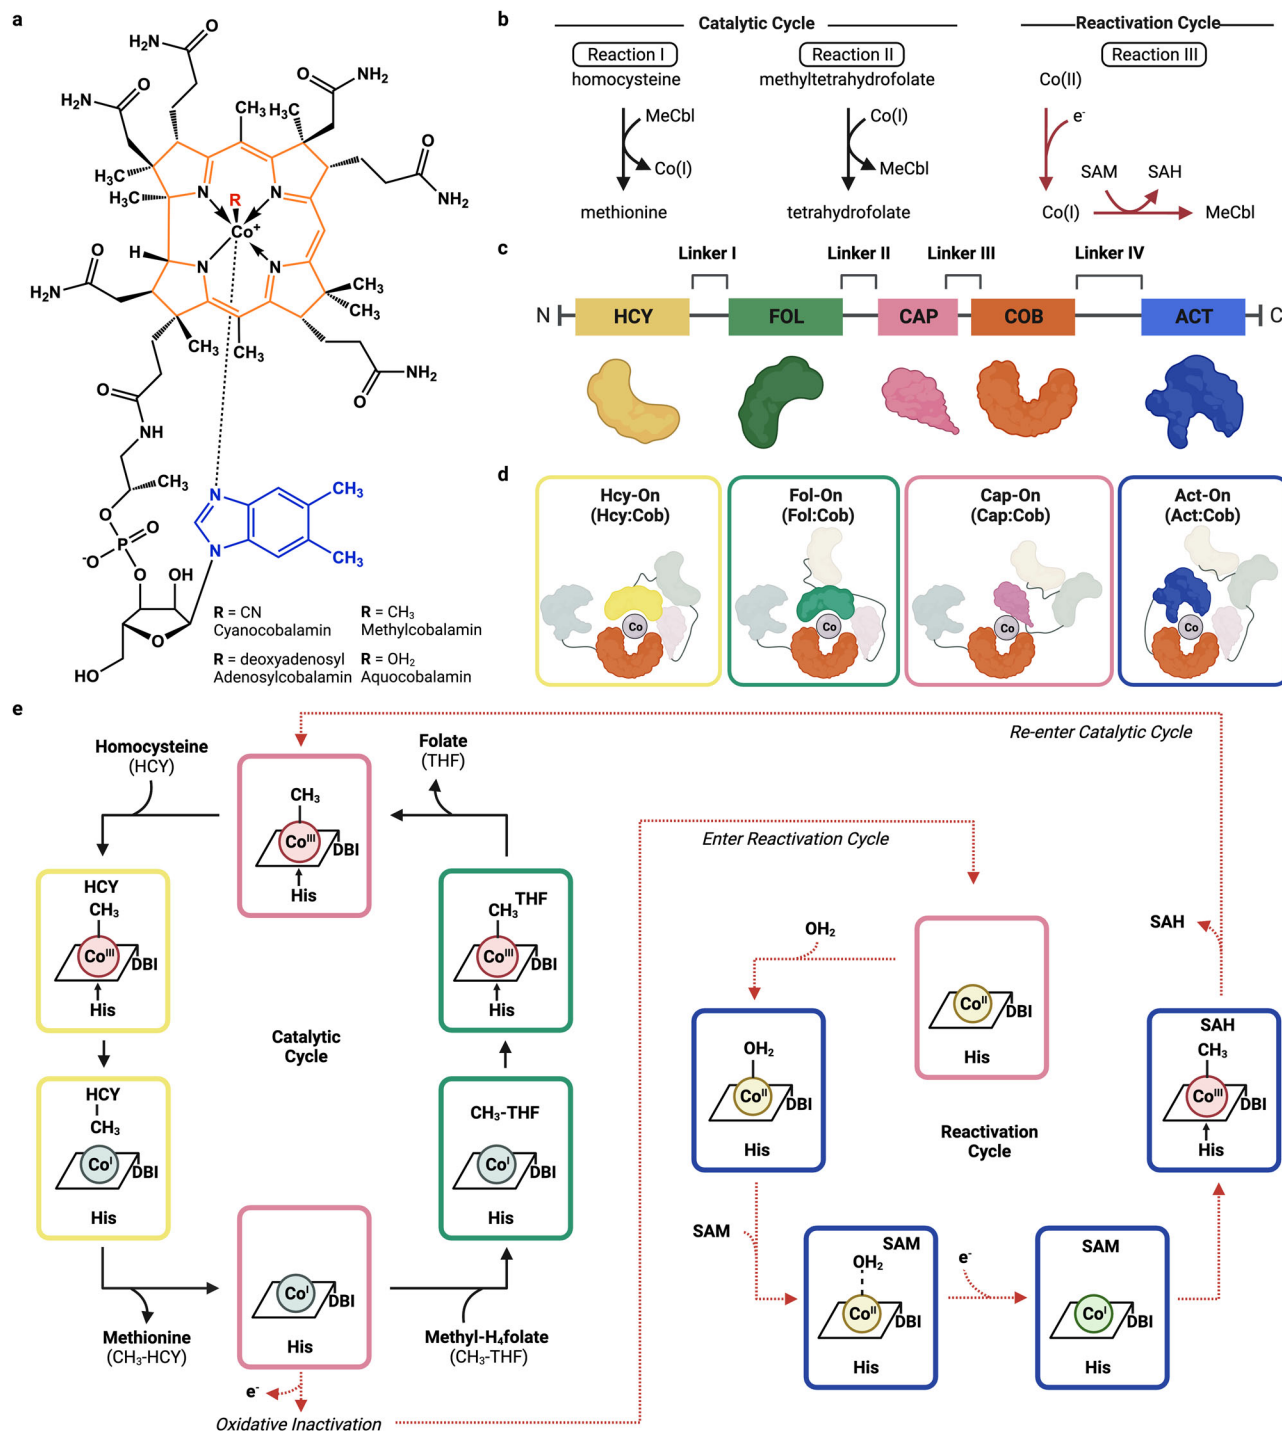 a
H₂N
O
H₂N
O
O
NH₂
CH₃
H₃C
O
NH₂
H₃C
H₃C
N
R
N
Co⁺
H
N
N
O
H₂N
CH₃
CH₃
CH₃
CH₃
NH₂
O
O
NH
CH₃
O
O
P
⁻O
O
OH
O
HO
N
N
CH₃
CH₃
R = CN
Cyanocobalamin
R = CH₃
Methylcobalamin
R = deoxyadenosyl
Adenosylcobalamin
R = OH₂
Aquocobalamin
b
Catalytic Cycle
Reactivation Cycle
Reaction I
homocysteine
MeCbl
Co(I)
methionine
Reaction II
methyltetrahydrofolate
Co(I)
MeCbl
tetrahydrofolate
Reaction III
Co(II)
e⁻
SAM
SAH
Co(I)
MeCbl
c
Linker I
Linker II
Linker III
Linker IV
N
HCY
FOL
CAP
COB
ACT
C
d
Hcy-On
(Hcy:Cob)
Co
Fol-On
(Fol:Cob)
Co
Cap-On
(Cap:Cob)
Co
Act-On
(Act:Cob)
Co
e
Homocysteine
(HCY)
Folate
(THF)
CH₃
Coᴵᴵᴵ
DBI
His
HCY
CH₃
Coᴵᴵᴵ
DBI
His
HCY
CH₃
Coᴵ
DBI
His
Methionine
(CH₃-HCY)
Coᴵ
DBI
His
e⁻
Oxidative Inactivation
Methyl-H₄folate
(CH₃-THF)
CH₃-THF
Coᴵ
DBI
His
CH₃
THF
Coᴵᴵᴵ
DBI
His
Catalytic
Cycle
Re-enter Catalytic Cycle
Enter Reactivation Cycle
Coᴵᴵ
DBI
His
OH₂
OH₂
Coᴵᴵ
DBI
His
SAM
SAM
OH₂
Coᴵᴵ
DBI
His
e⁻
SAM
Coᴵ
DBI
His
SAH
CH₃
Coᴵᴵᴵ
DBI
His
SAH
Reactivation
Cycle